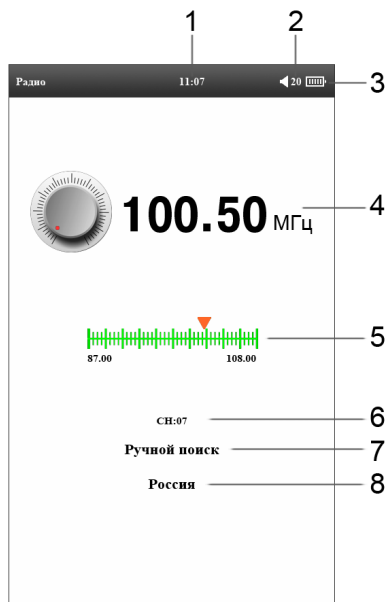 1 2
Радио 11:07 20 3
100.50 МГц 4
5
87.00 108.00
CH:07 6
Ручной поиск 7
Россия 8